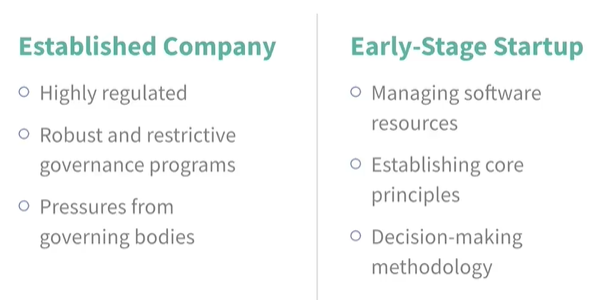 Established Company
Highly regulated
Robust and restrictive
governance programs
Pressures from
governing bodies
Early-Stage Startup
Managing software
resources
Establishing core
principles
Decision-making
methodology